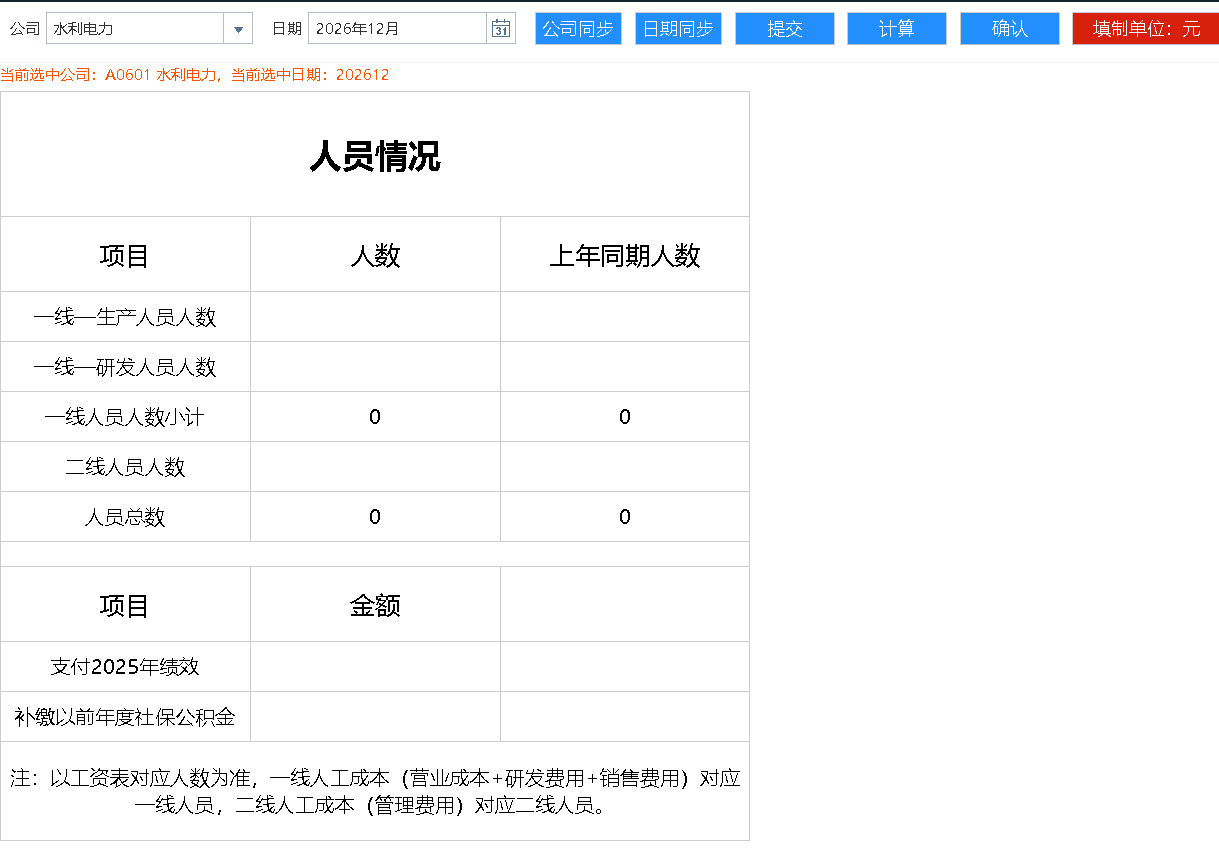 公司 水利电力 日期 2026年12月 31 公司同步 日期同步 提交 计算 确认 填制单位：元
当前选中公司：A0601 水利电力，当前选中日期：202612
人员情况
项目 人数 上年同期人数
一线—生产人员人数
一线—研发人员人数
一线人员人数小计 0 0
二线人员人数
人员总数 0 0
项目 金额
支付2025年绩效
补缴以前年度社保公积金
注：以工资表对应人数为准，一线人工成本（营业成本+研发费用+销售费用）对应
一线人员，二线人工成本（管理费用）对应二线人员。